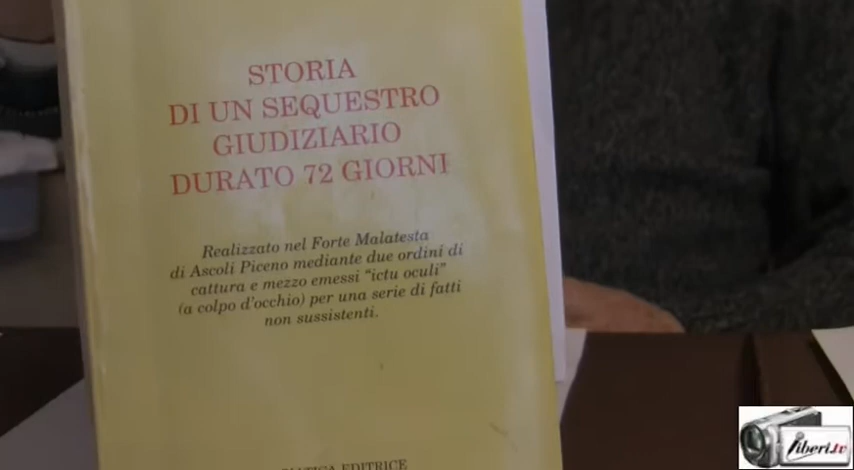 STORIA
DI UN SEQUESTRO
GIUDIZIARIO
DURATO 72 GIORNI
Realizzato nel Forte Malatesta
di Ascoli Piceno mediante due ordini di
cattura e mezzo emessi "ictu oculi"
(a colpo d'occhio) per una serie di fatti
non sussistenti.
EDITRICE
liberi.tv